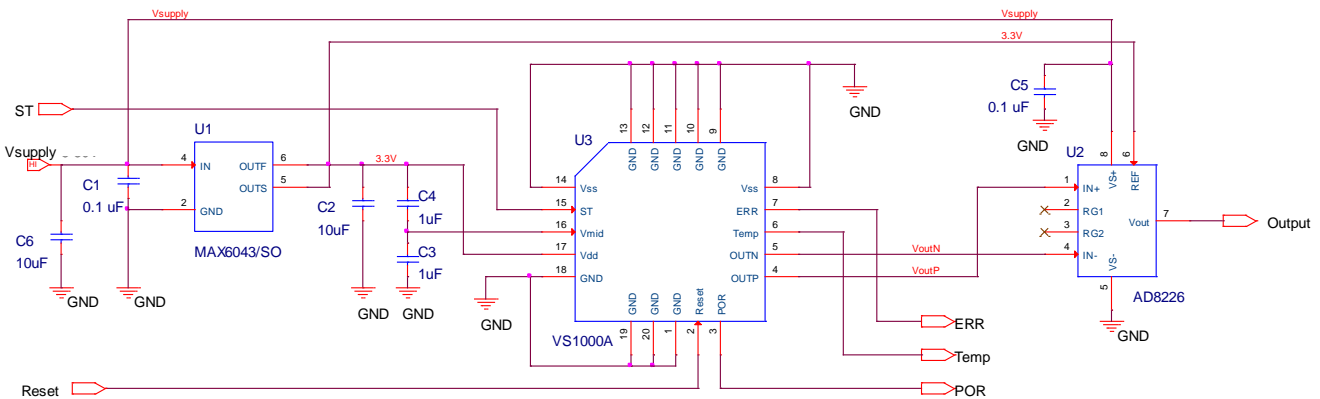 Vsupply
Vsupply
3.3V
ST
GND
C5
0.1 uF
GND
U1
Vsupply
HI
4
IN
OUTF
6
OUTS
5
2
GND
MAX6043/SO
C1
0.1 uF
C6
10uF
GND
GND
3.3V
C2
10uF
C4
1uF
C3
1uF
GND
GND
GND
U3
13
12
11
10
9
GND
GND
GND
GND
GND
14
Vss
15
ST
16
Vmid
17
Vdd
18
GND
Vss
8
ERR
7
Temp
6
OUTN
5
OUTP
4
GND
GND
GND
Reset
POR
19
20
1
2
3
VS1000A
VoutN
VoutP
U2
8
6
VS+
REF
1
IN+
2
RG1
3
RG2
4
IN-
Vout
7
VS-
5
AD8226
GND
Output
ERR
Temp
Reset
POR